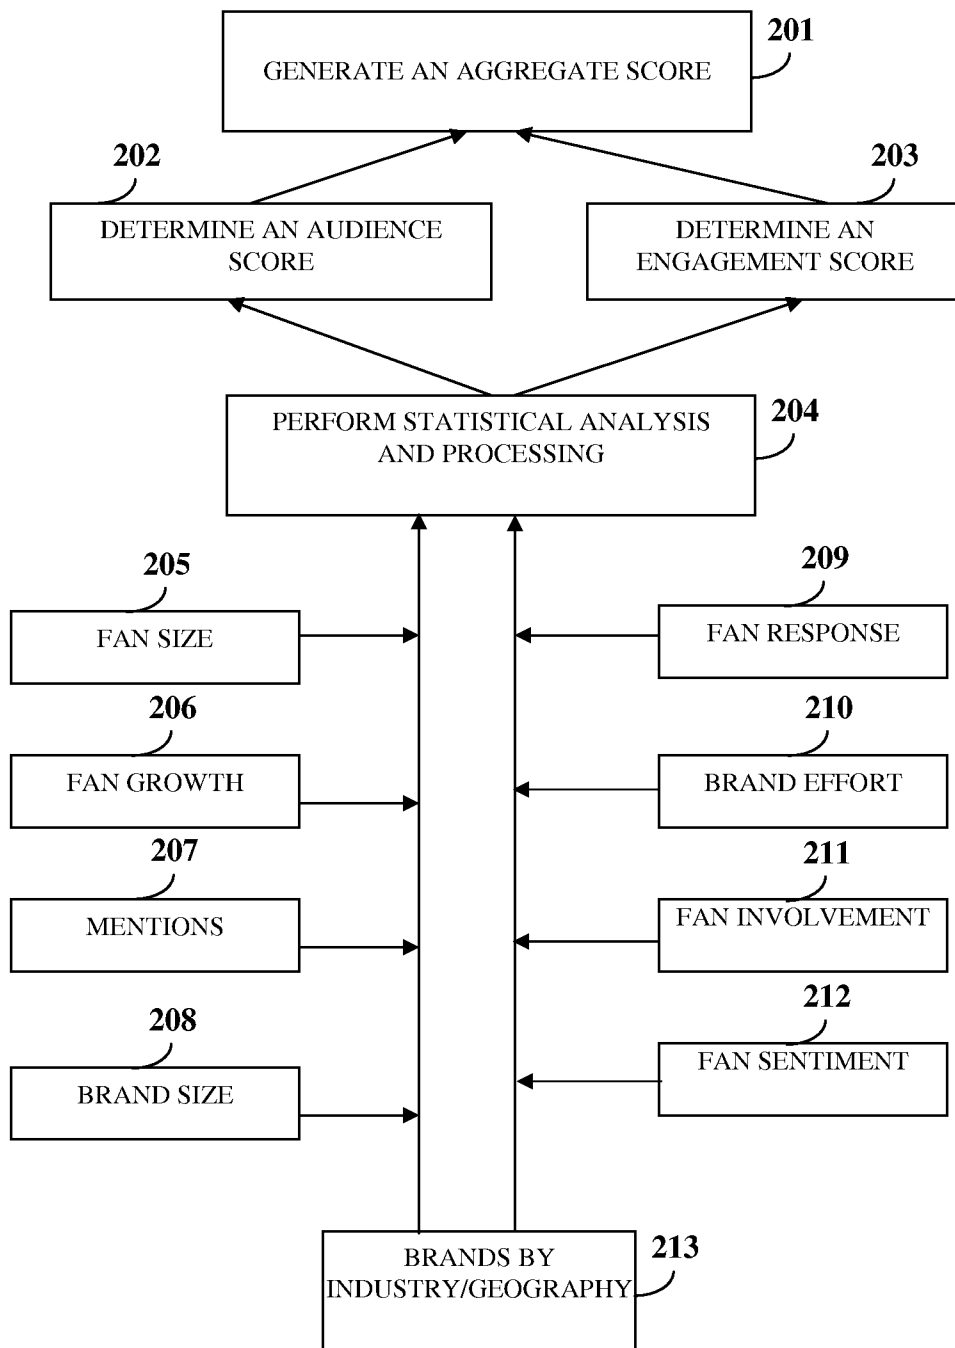 201
GENERATE AN AGGREGATE SCORE
202
203
DETERMINE AN AUDIENCE
SCORE
DETERMINE AN
ENGAGEMENT SCORE
PERFORM STATISTICAL ANALYSIS
AND PROCESSING
204
205
FAN SIZE
209
FAN RESPONSE
206
FAN GROWTH
210
BRAND EFFORT
207
MENTIONS
211
FAN INVOLVEMENT
208
BRAND SIZE
212
FAN SENTIMENT
BRANDS BY
INDUSTRY/GEOGRAPHY
213